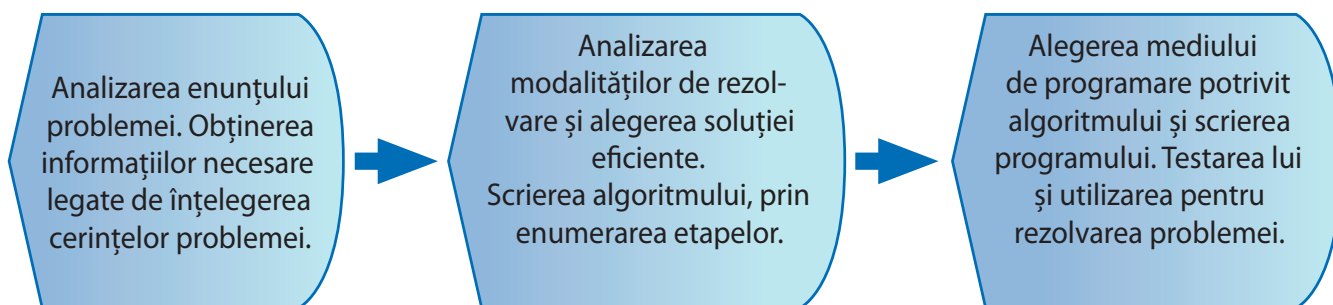 Analizarea enunțului
problemei. Obținerea
informațiilor necesare
legate de înțelegerea
cerințelor problemei.
Analizarea
modalităților de rezol-
vare și alegerea soluției
eficiente.
Scrierea algoritmului, prin
enumerarea etapelor.
Alegerea mediului
de programare potrivit
algoritmului și scrierea
programului. Testarea lui
și utilizarea pentru
rezolvarea problemei.